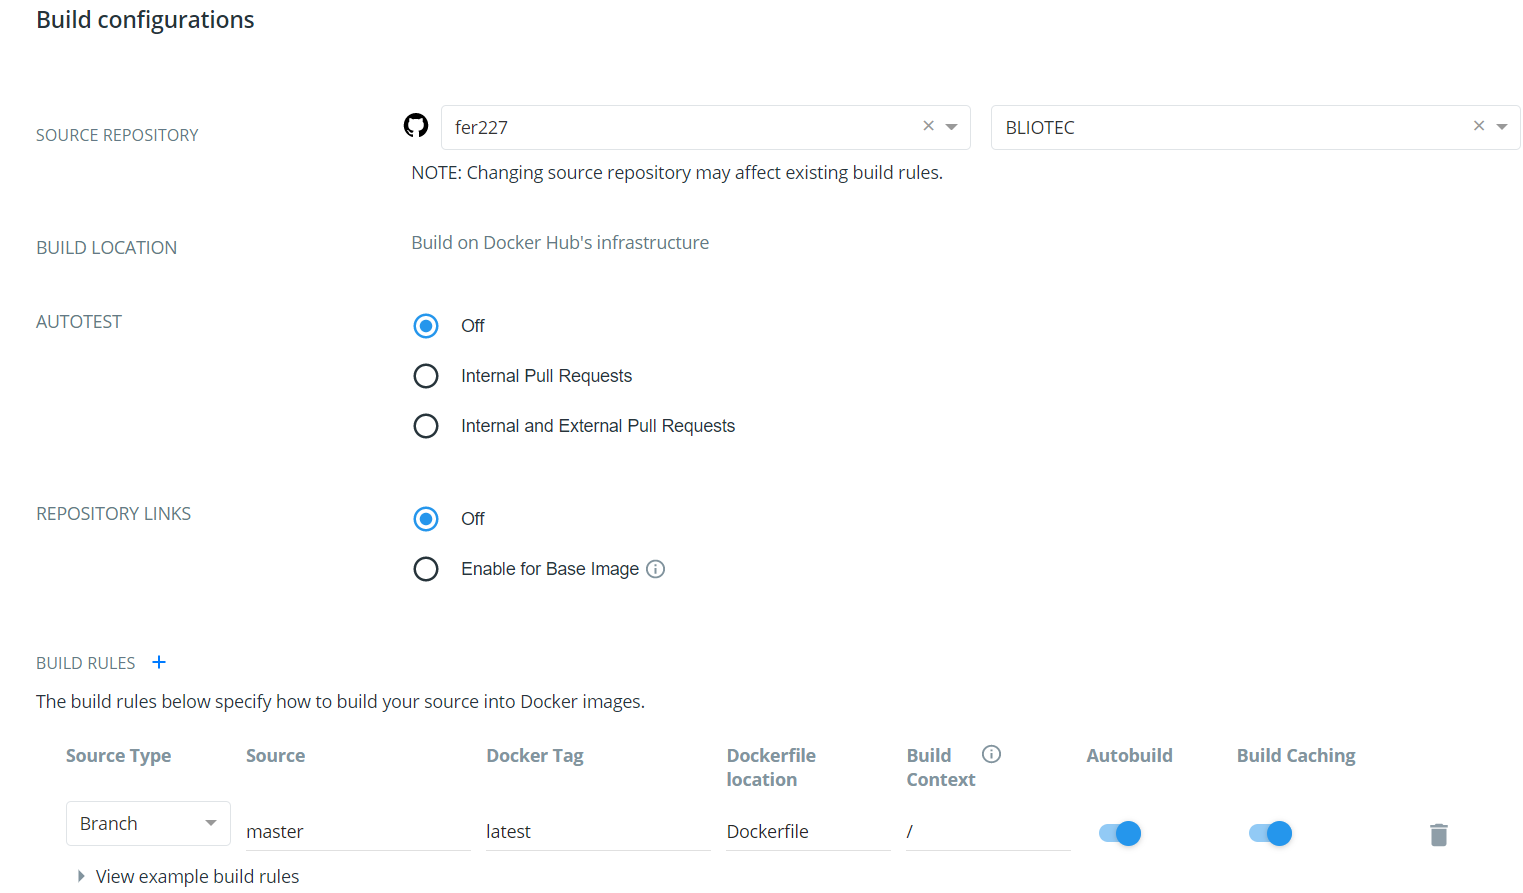 Build configurations
SOURCE REPOSITORY
fer227
BLIOTEC
NOTE: Changing source repository may affect existing build rules.
BUILD LOCATION
Build on Docker Hub's infrastructure
AUTOTEST
Off
Internal Pull Requests
Internal and External Pull Requests
REPOSITORY LINKS
Off
Enable for Base Image
BUILD RULES
The build rules below specify how to build your source into Docker images.
Source Type
Source
Docker Tag
Dockerfile
location
Build
Context
Autobuild
Build Caching
Branch
master
latest
Dockerfile
/
View example build rules